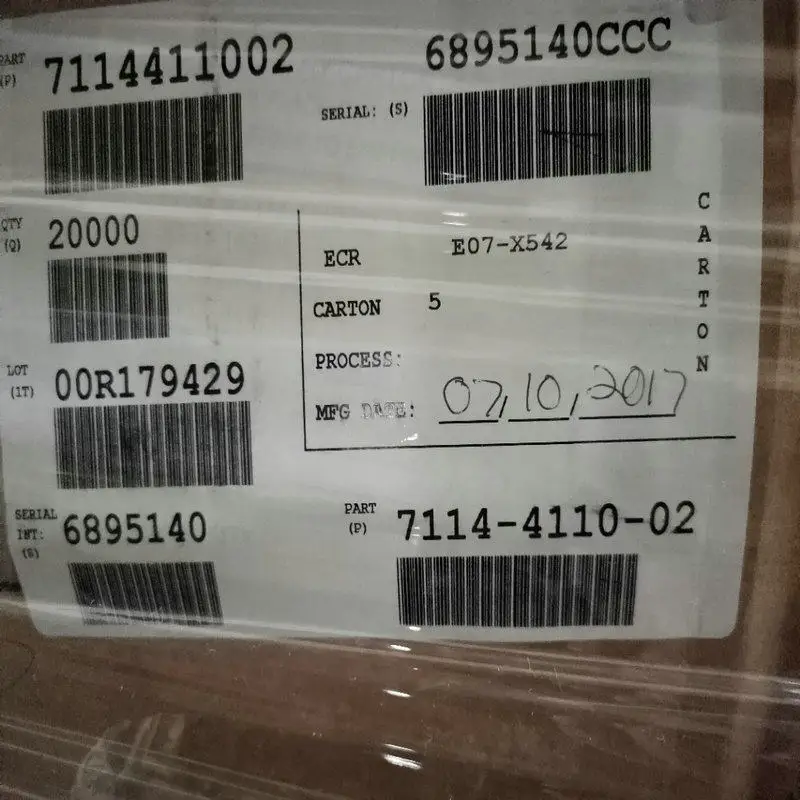 PART (P) 7114411002
6895140CCC
SERIAL: (S)
QTY (Q) 20000
ECR E07-X542
CARTON 5
PROCESS:
MFG DATE: 07,10,2017
CARTON
LOT (1T) 00R179429
SERIAL INT: (S) 6895140
PART (P) 7114-4110-02